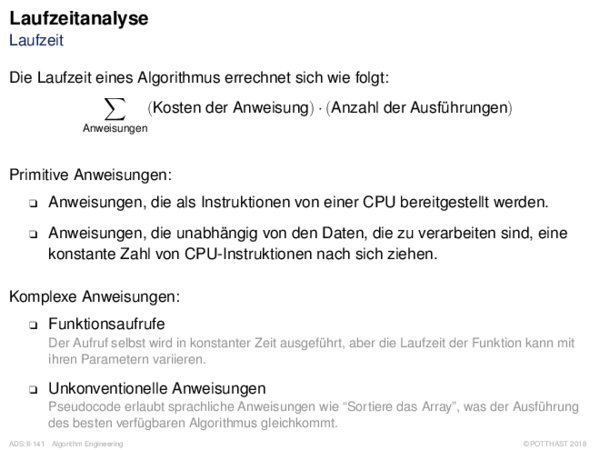 Laufzeitanalyse
Laufzeit
Die Laufzeit eines Algorithmus errechnet sich wie folgt:
∑ (Kosten der Anweisung) · (Anzahl der Ausführungen)
Anweisungen
Primitive Anweisungen:
❑ Anweisungen, die als Instruktionen von einer CPU bereitgestellt werden.
❑ Anweisungen, die unabhängig von den Daten, die zu verarbeiten sind, eine
konstante Zahl von CPU-Instruktionen nach sich ziehen.
Komplexe Anweisungen:
❑ Funktionsaufrufe
Der Aufruf selbst wird in konstanter Zeit ausgeführt, aber die Laufzeit der Funktion kann mit
ihren Parametern variieren.
❑ Unkonventionelle Anweisungen
Pseudocode erlaubt sprachliche Anweisungen wie “Sortiere das Array”, was der Ausführung
des besten verfügbaren Algorithmus gleichkommt.
ADS:9-141 Algorithm Engineering ©POTTHAST 2018